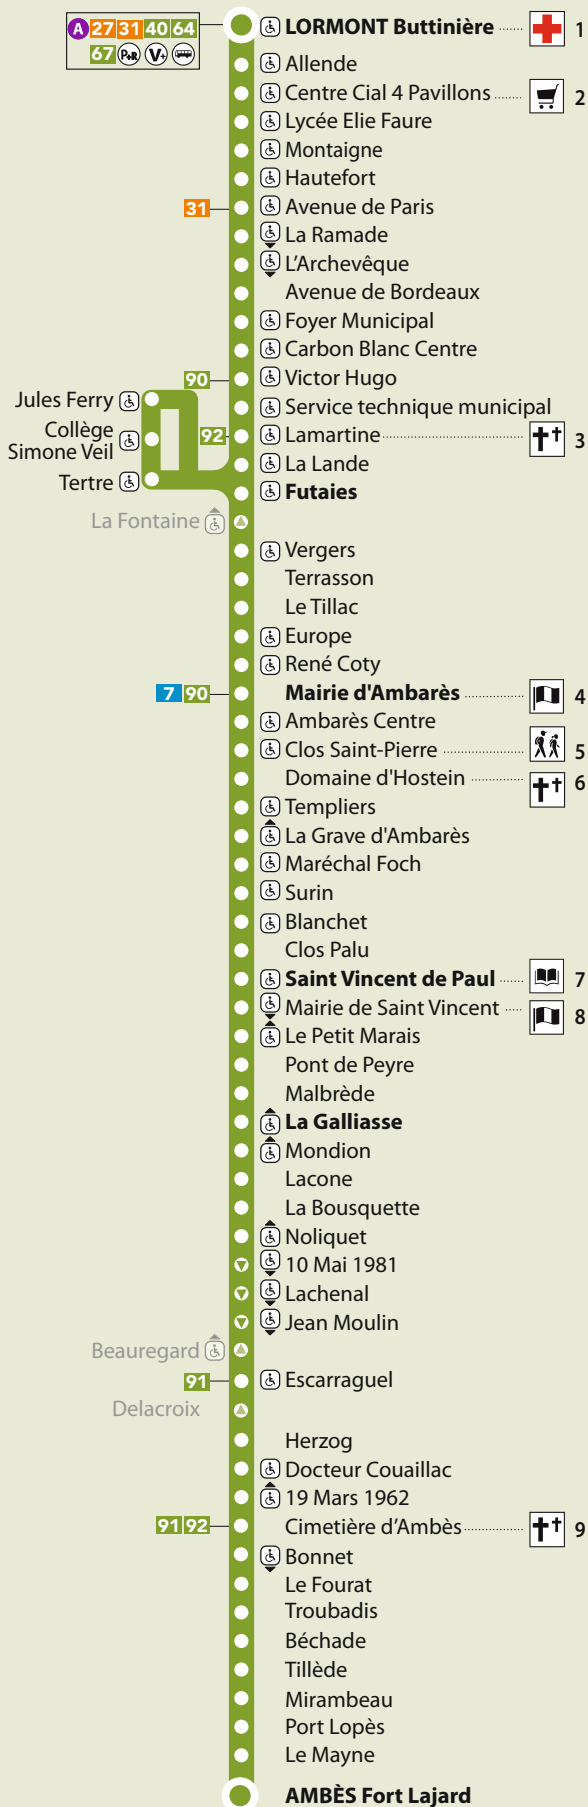 A 27 31 40 64
67 P+R V+
LORMONT Buttinière 1
Allende
Centre Cial 4 Pavillons 2
Lycée Elie Faure
Montaigne
Hautefort
31 Avenue de Paris
La Ramade
L'Archevêque
Avenue de Bordeaux
Foyer Municipal
Carbon Blanc Centre
90 Victor Hugo
Jules Ferry
Service technique municipal
Collège
Simone Veil
92 Lamartine 3
La Lande
Tertre
Futaies
La Fontaine
Vergers
Terrasson
Le Tillac
Europe
René Coty
7 90 Mairie d'Ambarès 4
Ambarès Centre
Clos Saint-Pierre 5
Domaine d'Hostein 6
Templiers
La Grave d'Ambarès
Maréchal Foch
Surin
Blanchet
Clos Palu
Saint Vincent de Paul 7
Mairie de Saint Vincent 8
Le Petit Marais
Pont de Peyre
Malbrède
La Galliasse
Mondion
Lacone
La Bousquette
Noliquet
10 Mai 1981
Lachenal
Jean Moulin
Beauregard
91 Escarraguel
Delacroix
Herzog
Docteur Couaillac
19 Mars 1962
91 92 Cimetière d’Ambès 9
Bonnet
Le Fourat
Troubadis
Béchade
Tillède
Mirambeau
Port Lopès
Le Mayne
AMBÈS Fort Lajard